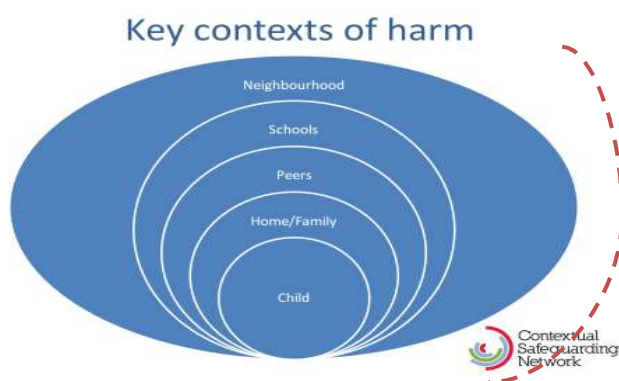 Key contexts of harm
Neighbourhood
Schools
Peers
Home/Family
Child
Contextual
Safeguarding
Network